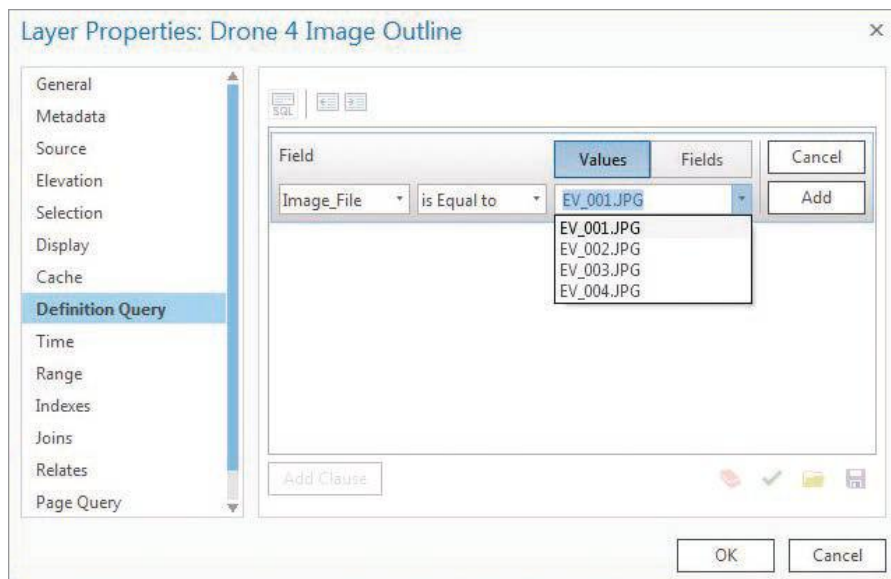 Layer Properties: Drone 4 Image Outline
General
Metadata
Source
Elevation
Selection
Display
Cache
Definition Query
Time
Range
Indexes
Joins
Relates
Page Query
SQL
Field
Values Fields
Cancel
Image_File is Equal to EV_001.JPG
Add
EV_001.JPG
EV_002.JPG
EV_003.JPG
EV_004.JPG
Add Clause
OK Cancel